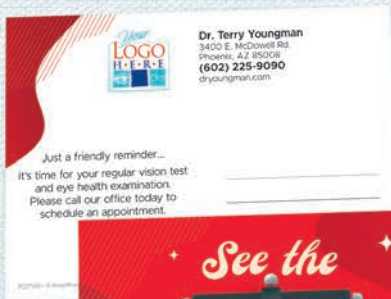 Your
LOGO
H•E•R•E
Dr. Terry Youngman
3400 E. McDowell Rd.
Phoenix, AZ 85008
(602) 225-9090
dryoungman.com
Just a friendly reminder...
it's time for your regular vision test
and eye health examination.
Please call our office today to
schedule an appointment.
See the